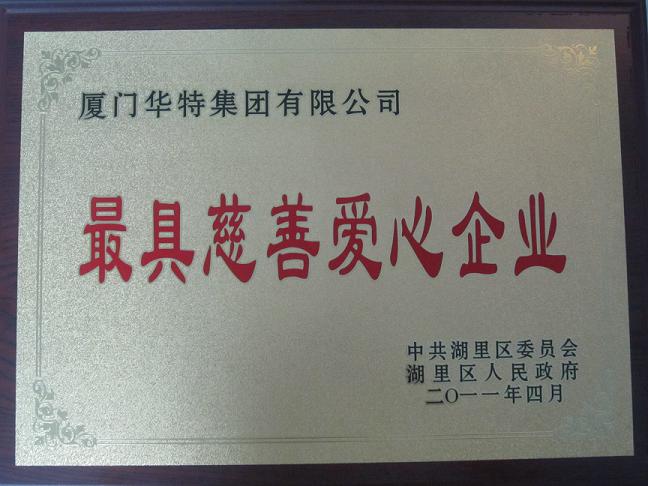 厦门华特集团有限公司
最具慈善爱心企业
中共湖里区委员会
湖里区人民政府
二〇一一年四月